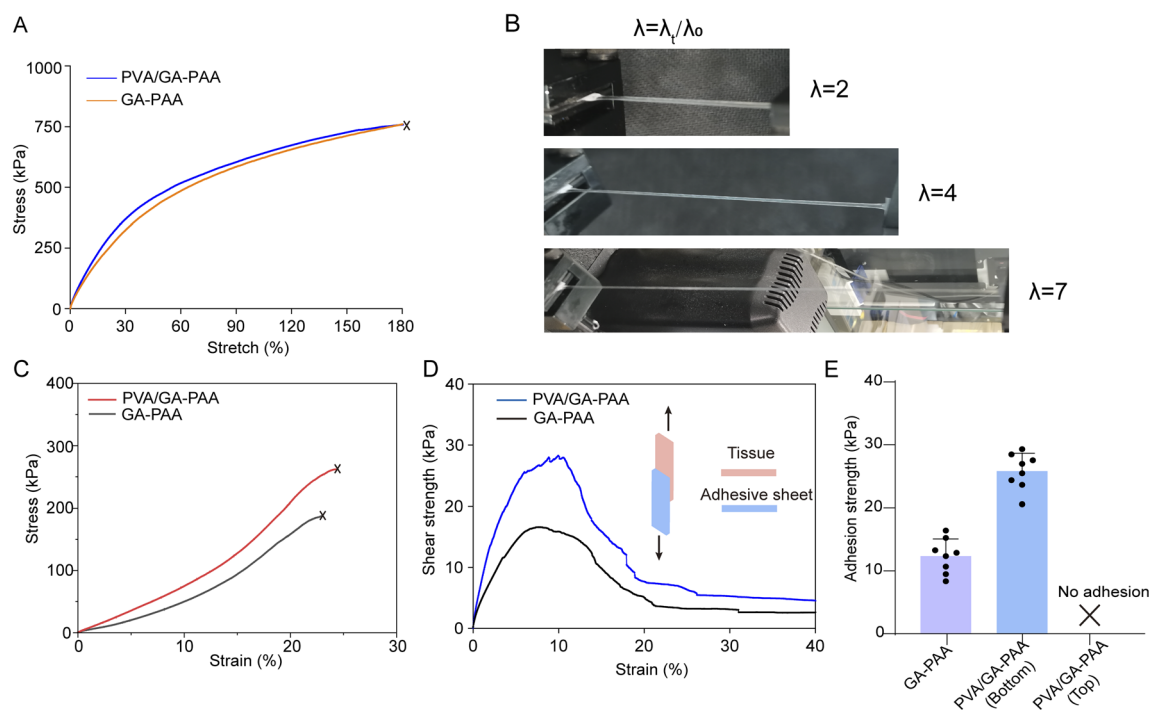 A
1000
750
500
250
0
Stress (kPa)
PVA/GA-PAA
GA-PAA
X
0 30 60 90 120 150 180
Stretch (%)
B
λ=λt/λ0
λ=2
λ=4
λ=7
C
400
300
200
100
0
Stress (kPa)
PVA/GA-PAA
GA-PAA
X
X
0 10 20 30
Strain (%)
D
40
30
20
10
0
Shear strength (kPa)
PVA/GA-PAA
GA-PAA
Tissue
Adhesive sheet
0 10 20 30 40
Strain (%)
E
40
30
20
10
0
Adhesion strength (kPa)
No adhesion
GA-PAA
PVA/GA-PAA
(Bottom)
PVA/GA-PAA
(Top)